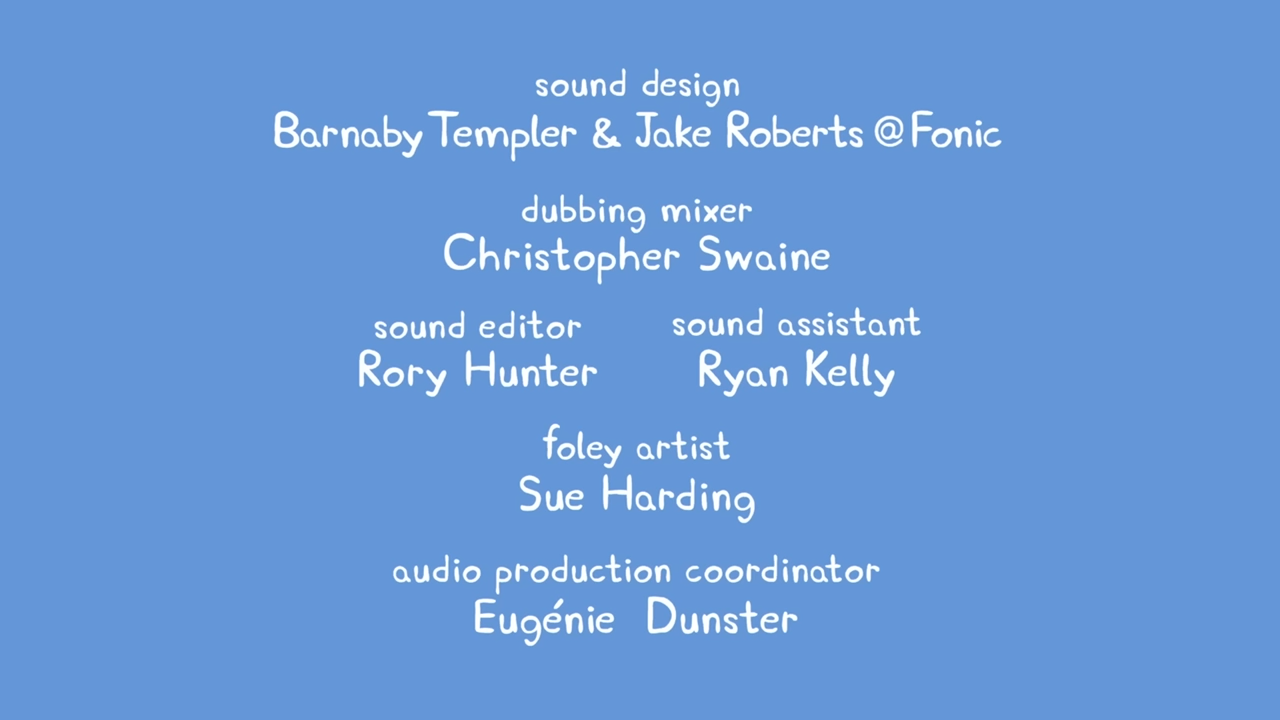 sound design
Barnaby Templer & Jake Roberts @ Fonic
dubbing mixer
Christopher Swaine
sound editor
Rory Hunter
sound assistant
Ryan Kelly
foley artist
Sue Harding
audio production coordinator
Eugénie Dunster